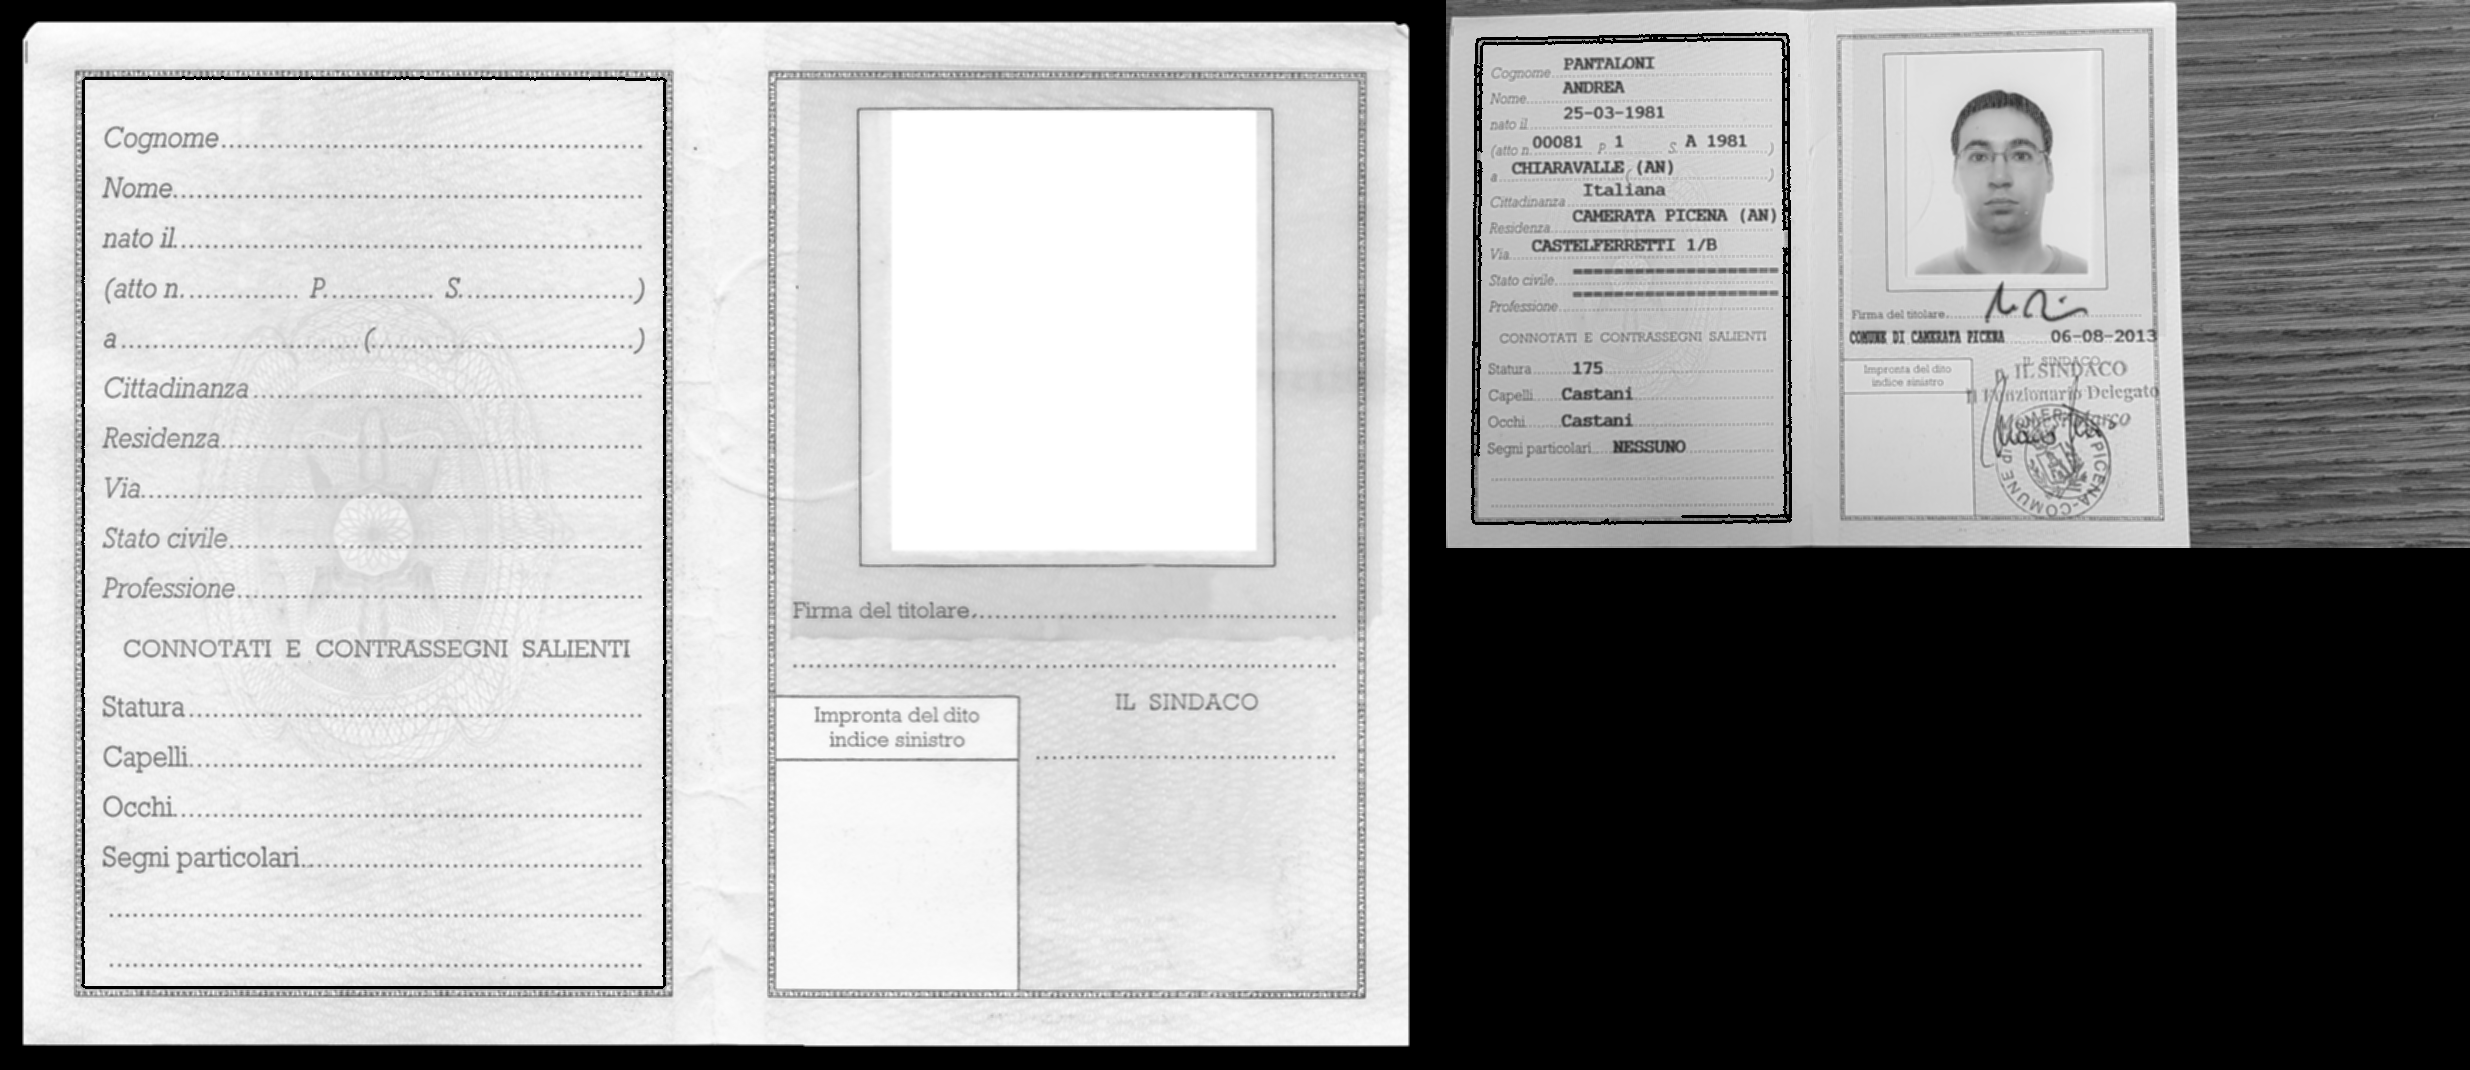 Cognome
Nome
nato il
(atto n. P. S. )
a ( )
Cittadinanza
Residenza
Via
Stato civile
Professione
CONNOTATI E CONTRASSEGNI SALIENTI
Statura
Capelli
Occhi
Segni particolari
Firma del titolare
IL SINDACO
Impronta del dito
indice sinistro
Cognome PANTALONI
Nome ANDREA
nato il 25-03-1981
(atto n. 00081 P. 1 S. A 1981 )
a CHIARAVALLE (AN) ( )
Cittadinanza Italiana
Residenza CAMERATA PICENA (AN)
Via CASTELFERRETTI 1/B
Stato civile
Professione
CONNOTATI E CONTRASSEGNI SALIENTI
Statura 175
Capelli Castani
Occhi Castani
Segni particolari NESSUNO
Firma del titolare
COMUNE DI CAMERATA PICENA 06-08-2013
Impronta del dito
indice sinistro
IL SINDACO
IL SINDACO
Il Funzionario Delegato
COMUNE DI CAMERATA PICENA